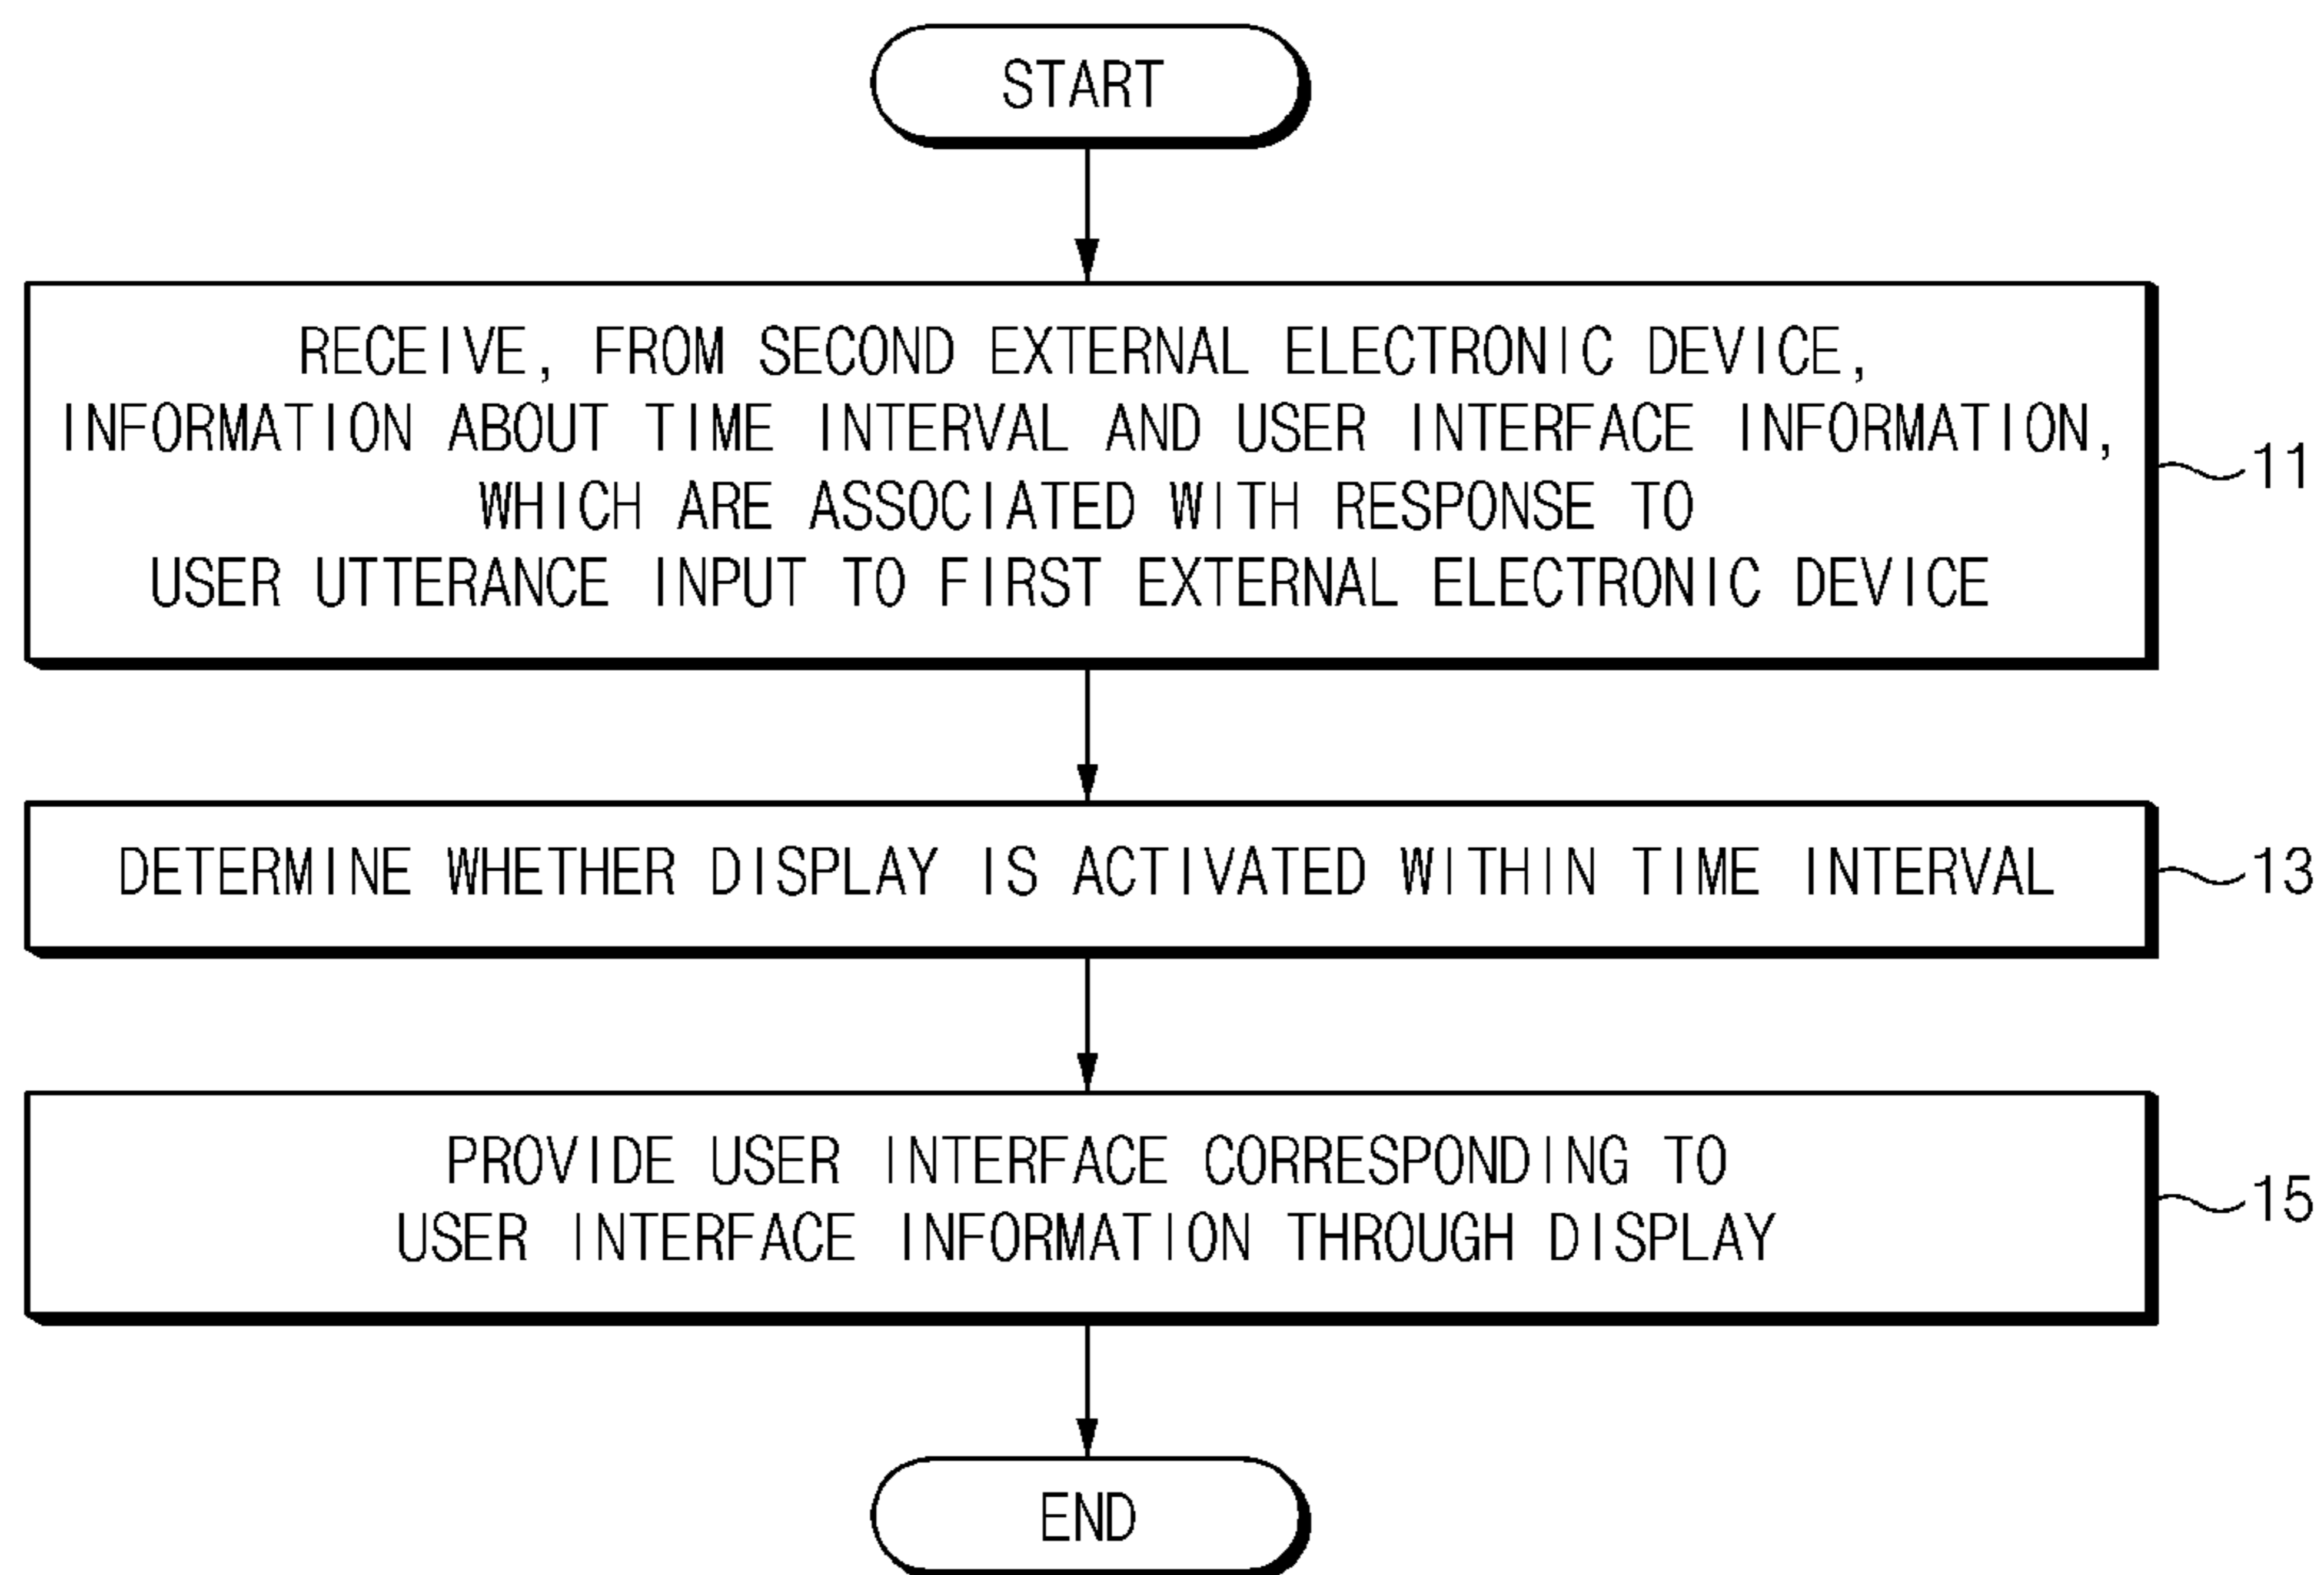 START
RECEIVE, FROM SECOND EXTERNAL ELECTRONIC DEVICE,
INFORMATION ABOUT TIME INTERVAL AND USER INTERFACE INFORMATION,
WHICH ARE ASSOCIATED WITH RESPONSE TO
USER UTTERANCE INPUT TO FIRST EXTERNAL ELECTRONIC DEVICE
11
DETERMINE WHETHER DISPLAY IS ACTIVATED WITHIN TIME INTERVAL
13
PROVIDE USER INTERFACE CORRESPONDING TO
USER INTERFACE INFORMATION THROUGH DISPLAY
15
END